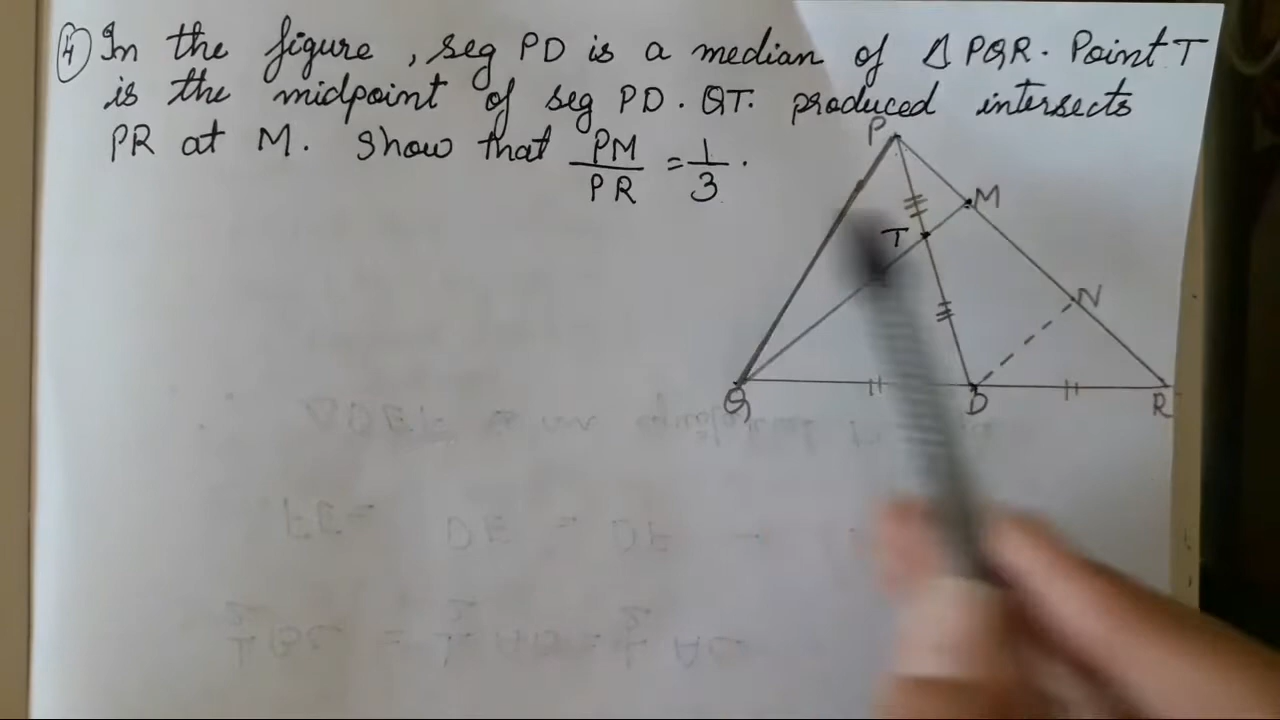 4 In the figure, seg PD is a median of Δ PQR. Point T
is the midpoint of seg PD. QT. produced intersects
PR at M. Show that PM/PR = 1/3.
P
M
T
N
Q
D
R